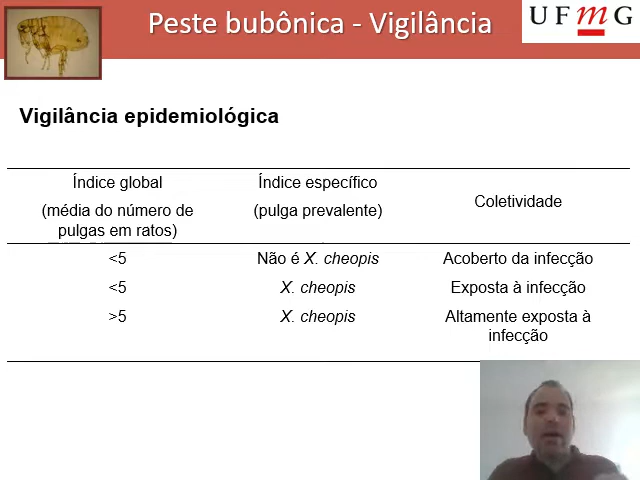 Peste bubônica - Vigilância
UFmG
Vigilância epidemiológica
Índice global
(média do número de
pulgas em ratos)
Índice específico
(pulga prevalente)
Coletividade
<5
Não é X. cheopis
Acoberto da infecção
<5
X. cheopis
Exposta à infecção
>5
X. cheopis
Altamente exposta à
infecção